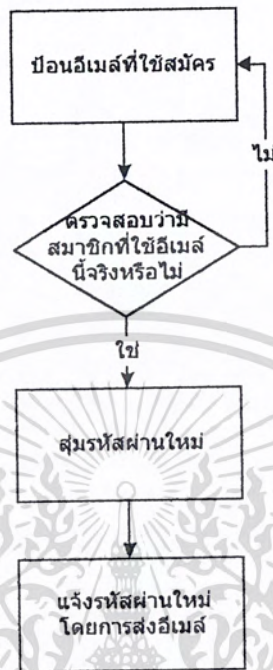 ป้อนอีเมล์ที่ใช้สมัคร
ไม่
ตรวจสอบว่ามี
สมาชิกที่ใช้อีเมล์
นี้จริงหรือไม่
ใช่
สุ่มรหัสผ่านใหม่
แจ้งรหัสผ่านใหม่
โดยการส่งอีเมล์